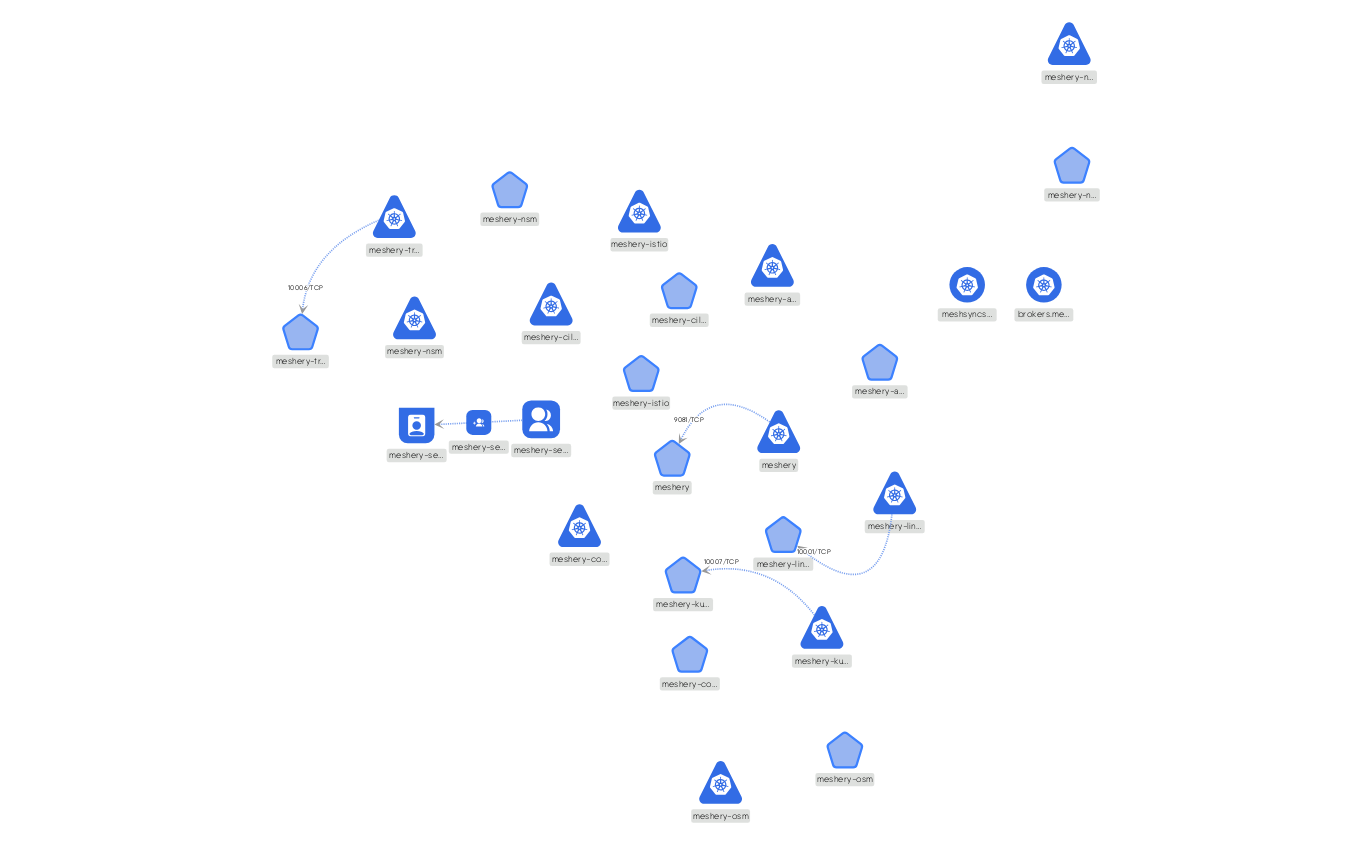 meshery-n...
meshery-n...
meshery-nsm
meshery-istio
meshery-tr...
10006/TCP
meshery-a...
meshsyncs...
brokers.me...
meshery-cil...
meshery-cil...
meshery-nsm
meshery-tr...
meshery-a...
meshery-istio
9081/TCP
meshery-se...
meshery-se...
meshery-se...
meshery
meshery
meshery-lin...
10001/TCP
meshery-co...
meshery-lin...
10007/TCP
meshery-ku...
meshery-ku...
meshery-co...
meshery-osm
meshery-osm